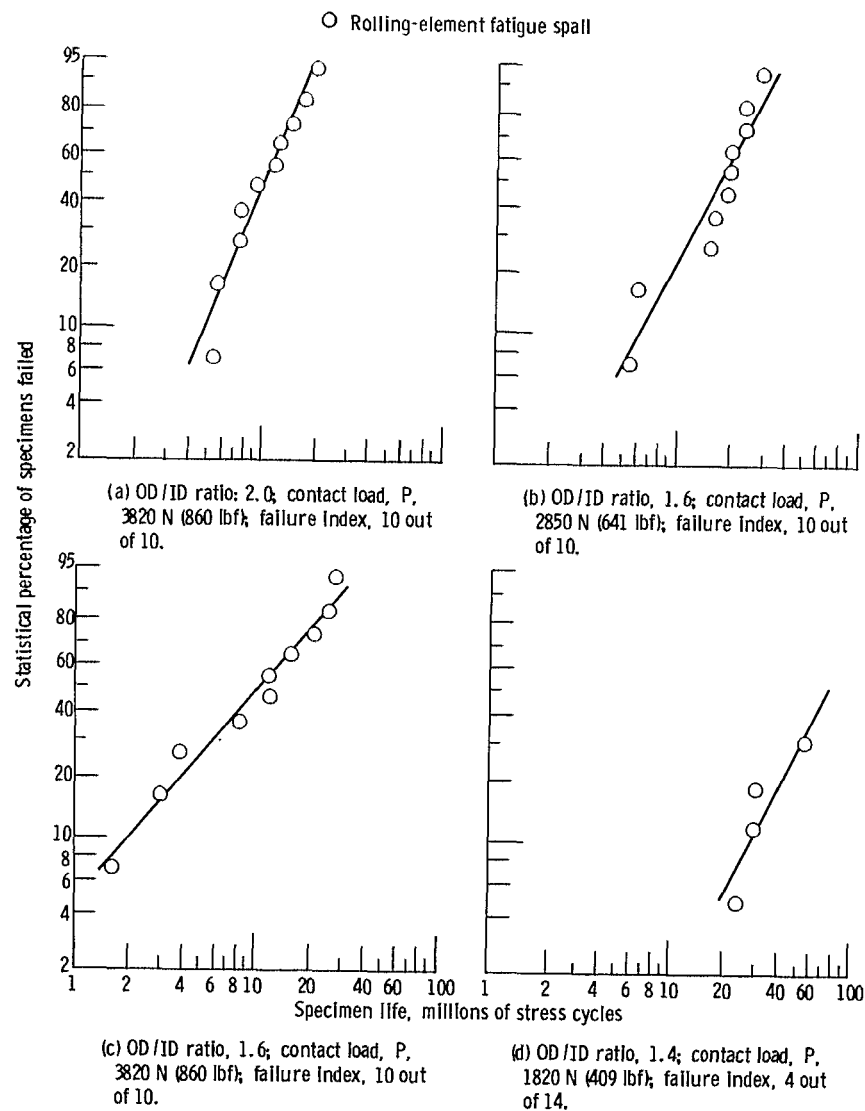 Rolling-element fatigue spall
Statistical percentage of specimens failed
95
80
60
40
20
10
8
6
4
2
(a) OD/ID ratio: 2.0; contact load, P,
3820 N (860 lbf); failure index, 10 out
of 10.
(b) OD/ID ratio, 1.6; contact load, P,
2850 N (641 lbf); failure index, 10 out
of 10.
95
80
60
40
20
10
8
6
4
2
1 2 4 6 8 10 20 40 60 100
1 2 4 6 8 10 20 40 60 100
Specimen life, millions of stress cycles
(c) OD/ID ratio, 1.6; contact load, P,
3820 N (860 lbf); failure index, 10 out
of 10.
(d) OD/ID ratio, 1.4; contact load, P,
1820 N (409 lbf); failure index, 4 out
of 14.